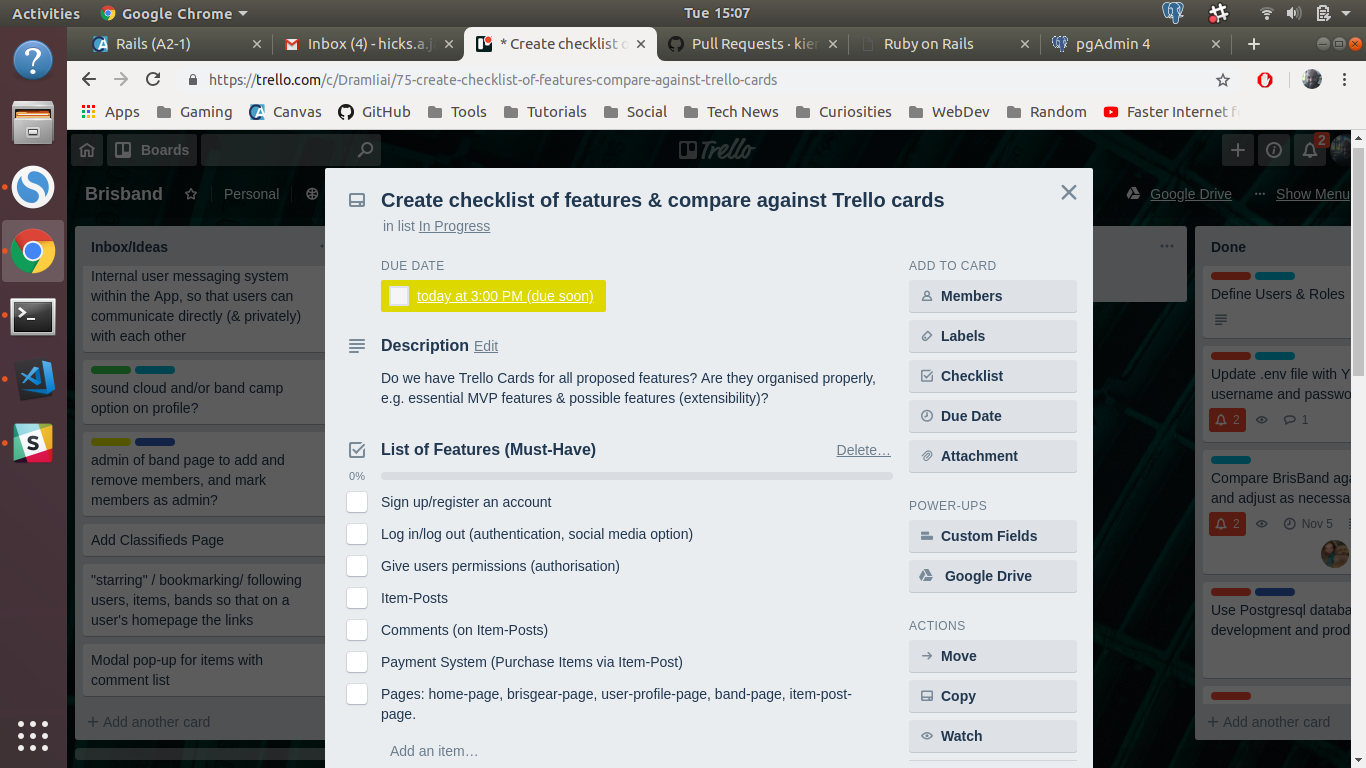 Activities
Google Chrome
Tue 15:07
Rails (A2-1)
Inbox (4) - hicks.a.j
* Create checklist o
Pull Requests · kier
Ruby on Rails
pgAdmin 4
https://trello.com/c/DramIiai/75-create-checklist-of-features-compare-against-trello-cards
Apps
Gaming
Canvas
GitHub
Tools
Tutorials
Social
Tech News
Curiosities
WebDev
Random
Faster Internet f
Boards
Trello
2
Brisband
Personal
Google Drive
Show Menu
Inbox/Ideas
Internal user messaging system
within the App, so that users can
communicate directly (& privately)
with each other
sound cloud and/or band camp
option on profile?
admin of band page to add and
remove members, and mark
members as admin?
Add Classifieds Page
"starring" / bookmarking/ following
users, items, bands so that on a
user's homepage the links
Modal pop-up for items with
comment list
+ Add another card
Create checklist of features & compare against Trello cards
in list In Progress
DUE DATE
today at 3:00 PM (due soon)
Description Edit
Do we have Trello Cards for all proposed features? Are they organised properly,
e.g. essential MVP features & possible features (extensibility)?
List of Features (Must-Have)
Delete…
0%
Sign up/register an account
Log in/log out (authentication, social media option)
Give users permissions (authorisation)
Item-Posts
Comments (on Item-Posts)
Payment System (Purchase Items via Item-Post)
Pages: home-page, brisgear-page, user-profile-page, band-page, item-post-
page.
Add an item…
ADD TO CARD
Members
Labels
Checklist
Due Date
Attachment
POWER-UPS
Custom Fields
Google Drive
ACTIONS
Move
Copy
Watch
Done
Define Users & Roles
Update .env file with Y
username and passwo
2
1
Compare BrisBand aga
and adjust as necessa
2
Nov 5
Use Postgresql databa
development and prod
+ Add another card